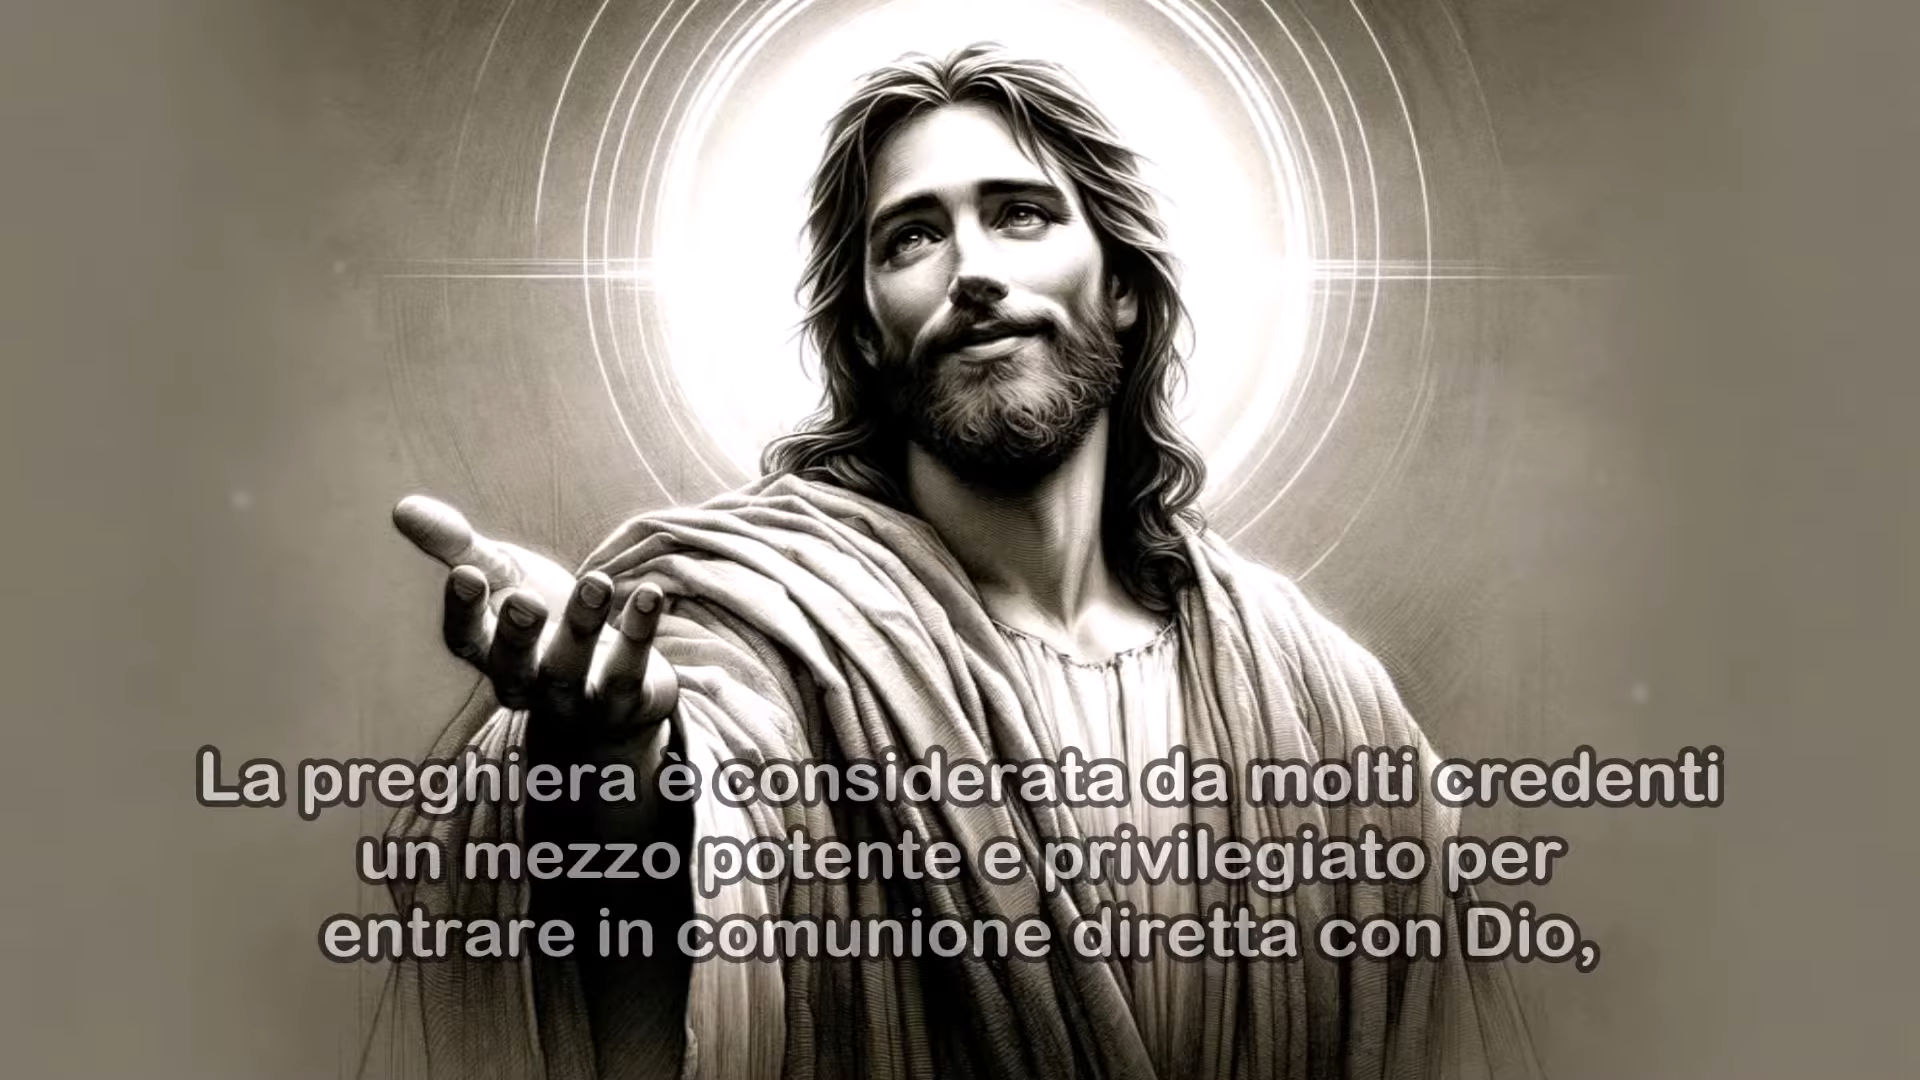 La preghiera è considerata da molti credenti
un mezzo potente e privilegiato per
entrare in comunione diretta con Dio,